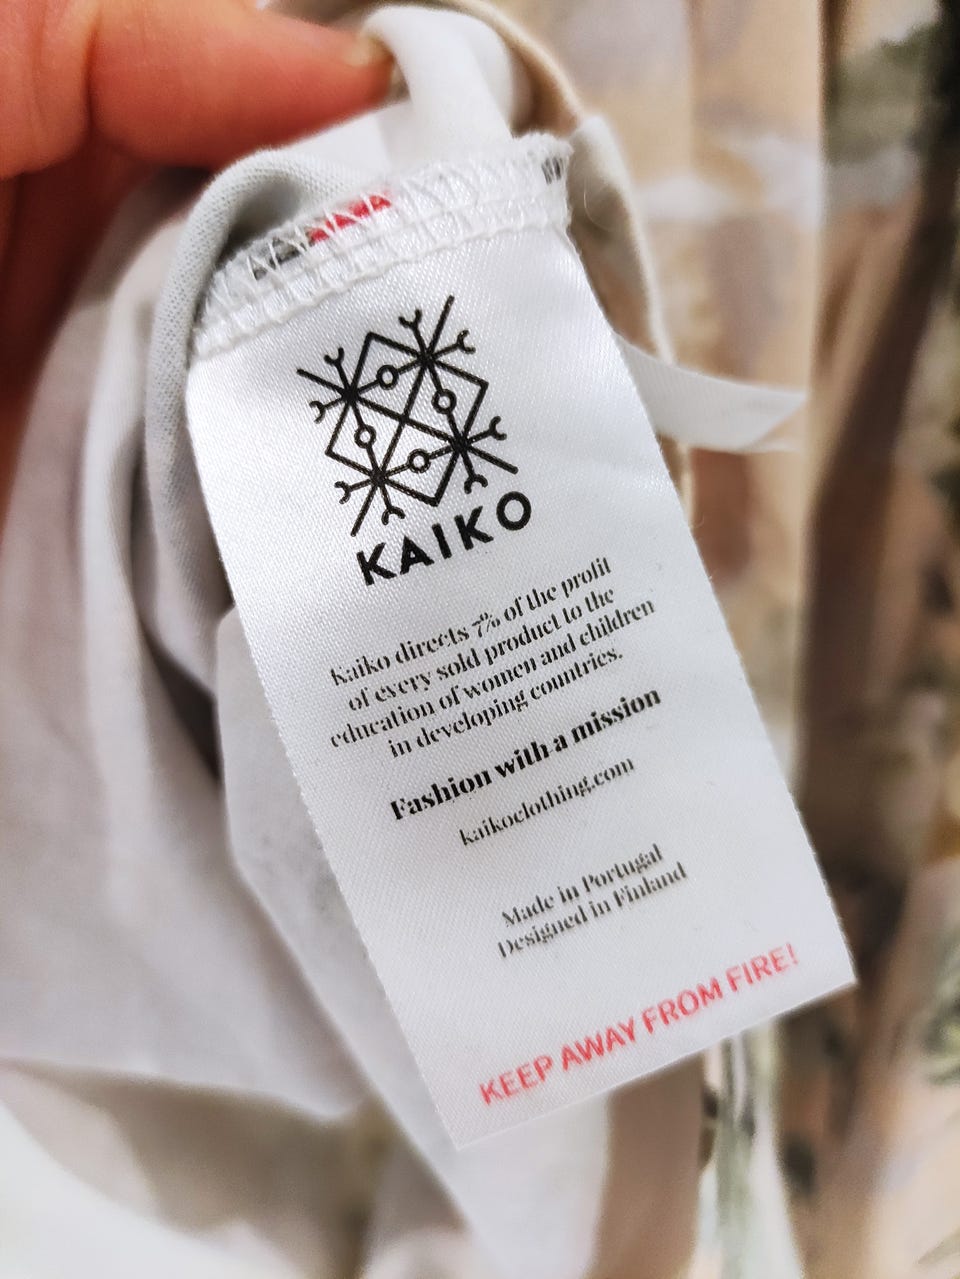 KAIKO
Kaiko directs 7% of the profit
of every sold product to the
education of women and children
in developing countries.
Fashion with a mission
kaikoclothing.com
Made in Portugal
Designed in Finland
KEEP AWAY FROM FIRE!